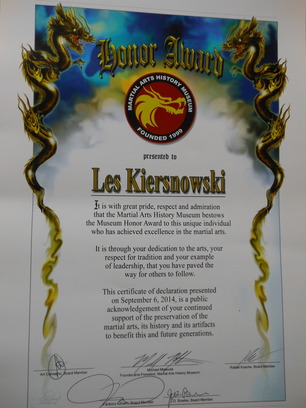 Honor Award
MARTIAL ARTS HISTORY MUSEUM
FOUNDED 1999
presented to
Les Kiersnowski
It is with great pride, respect and admiration
that the Martial Arts History Museum bestows
the Museum Honor Award to this unique individual
who has achieved excellence in the martial arts.
It is through your dedication to the arts, your
respect for tradition and your example
of leadership, that you have paved the
way for others to follow.
This certificate of declaration presented
on September 6, 2014, is a public
acknowledgement of your continued
support of the preservation of the
martial arts, its history and its artifacts
to benefit this and future generations.
Michael Matsuda
Founder and President, Martial Arts History Museum
Art Camacho, Board Member
Board Member
Board Member
Board Member